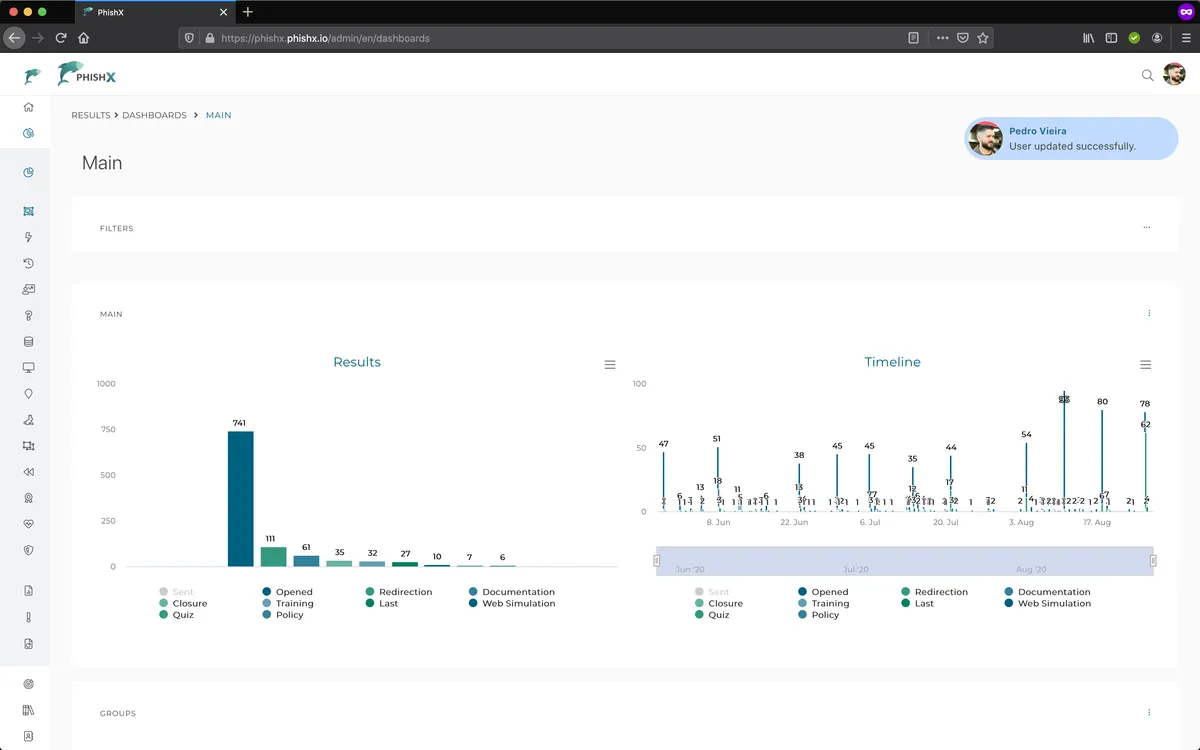 PhishX
https://phishx.phishx.io/admin/en/dashboards
PHISHX
RESULTS > DASHBOARDS > MAIN
Pedro Vieira
User updated successfully.
Main
FILTERS
MAIN
Results
1000
750
500
250
0
741
111
61
35
32
27
10
7
6
Sent
Opened
Redirection
Documentation
Closure
Training
Last
Web Simulation
Quiz
Policy
Timeline
100
50
0
47
51
38
45
45
35
44
54
80
78
62
13
18
11
13
12
17
11
8. Jun
22. Jun
6. Jul
20. Jul
3. Aug
17. Aug
Jun '20
Jul '20
Aug '20
Sent
Opened
Redirection
Documentation
Closure
Training
Last
Web Simulation
Quiz
Policy
GROUPS